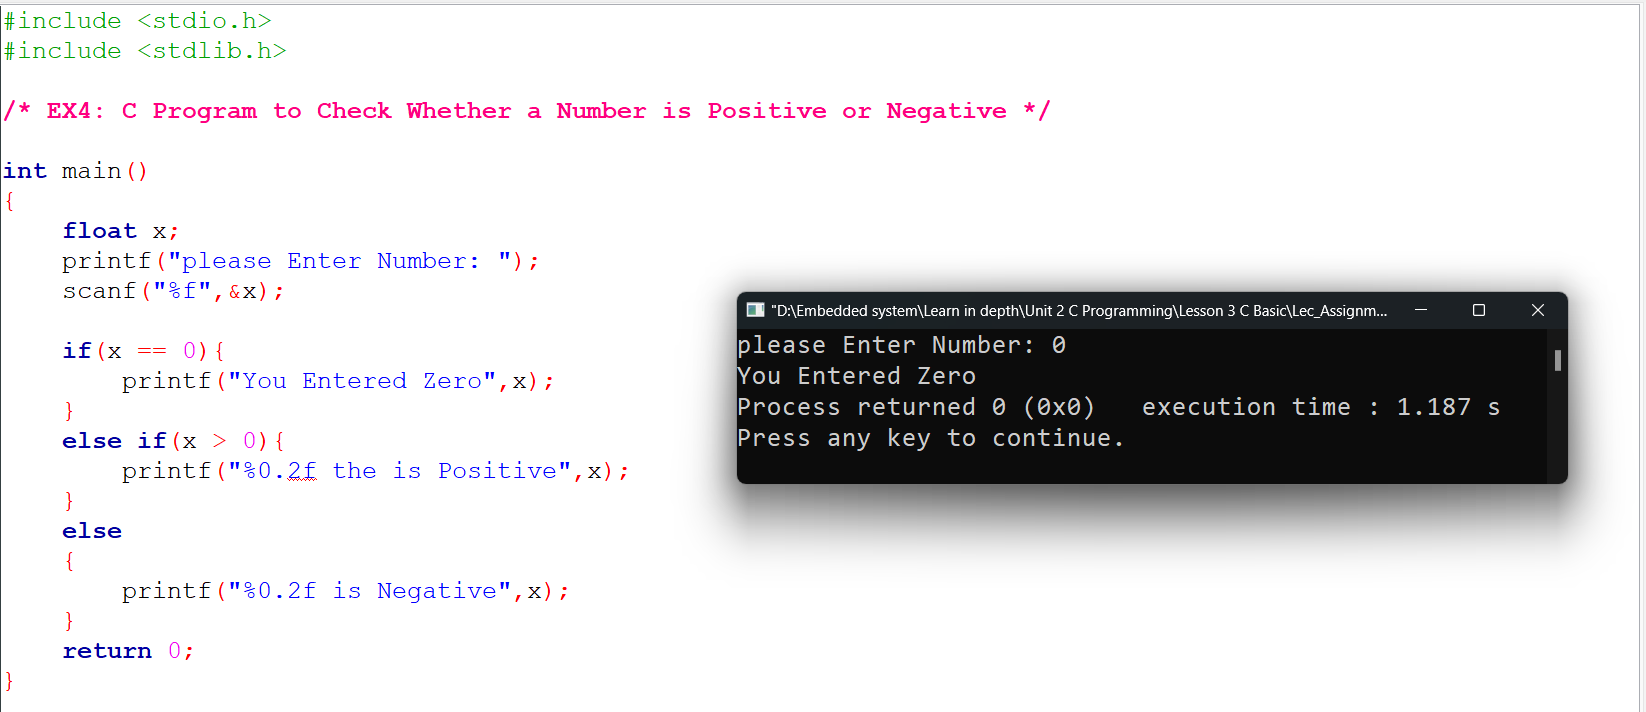 #include <stdio.h>
#include <stdlib.h>
/* EX4: C Program to Check Whether a Number is Positive or Negative */
int main()
{
    float x;
    printf("please Enter Number: ");
    scanf("%f",&x);
    if(x == 0){
        printf("You Entered Zero",x);
    }
    else if(x > 0){
        printf("%0.2f the is Positive",x);
    }
    else
    {
        printf("%0.2f is Negative",x);
    }
    return 0;
}
"D:\Embedded system\Learn in depth\Unit 2 C Programming\Lesson 3 C Basic\Lec_Assignm...
please Enter Number: 0
You Entered Zero
Process returned 0 (0x0)   execution time : 1.187 s
Press any key to continue.